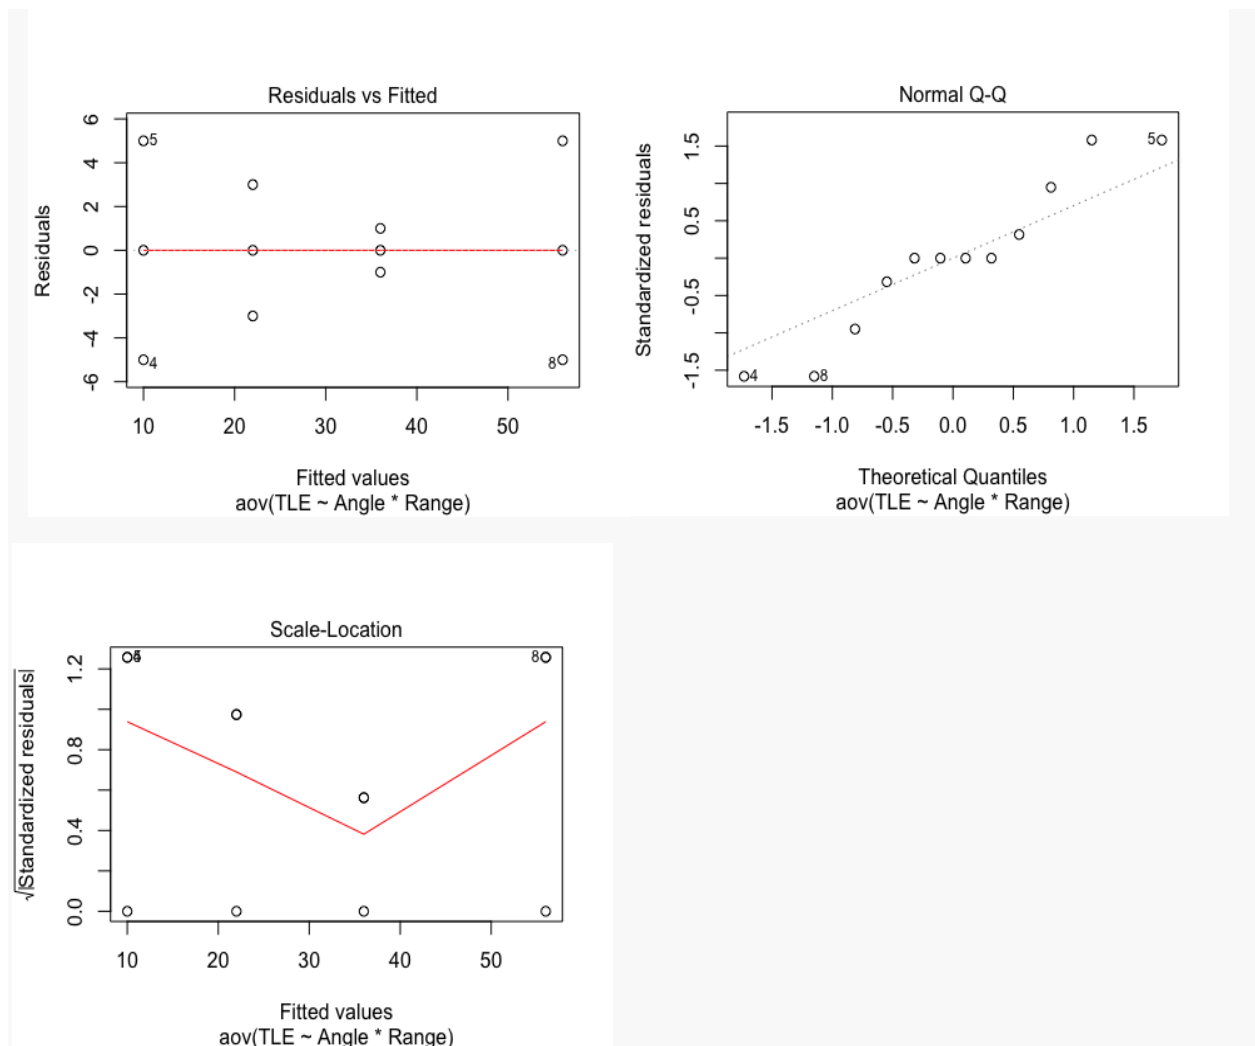 Residuals vs Fitted
Residuals
6
4
2
0
-2
-4
-6
5
4
8
10 20 30 40 50
Fitted values
aov(TLE ~ Angle * Range)
Normal Q-Q
Standardized residuals
1.5
0.5
-0.5
-1.5
5
4
8
-1.5 -1.0 -0.5 0.0 0.5 1.0 1.5
Theoretical Quantiles
aov(TLE ~ Angle * Range)
Scale-Location
√|Standardized residuals|
1.2
0.8
0.4
0.0
8
10 20 30 40 50
Fitted values
aov(TLE ~ Angle * Range)